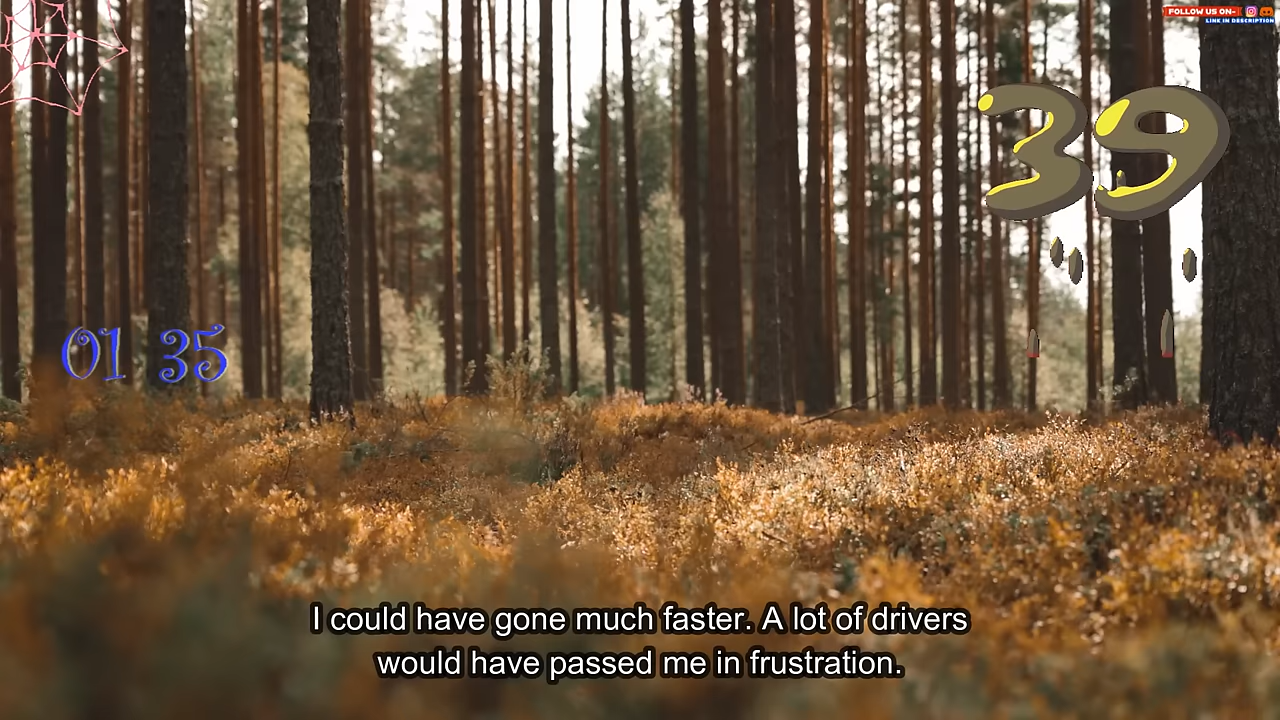 FOLLOW US ON-
LINK IN DESCRIPTION
39
01 35
I could have gone much faster. A lot of drivers
would have passed me in frustration.